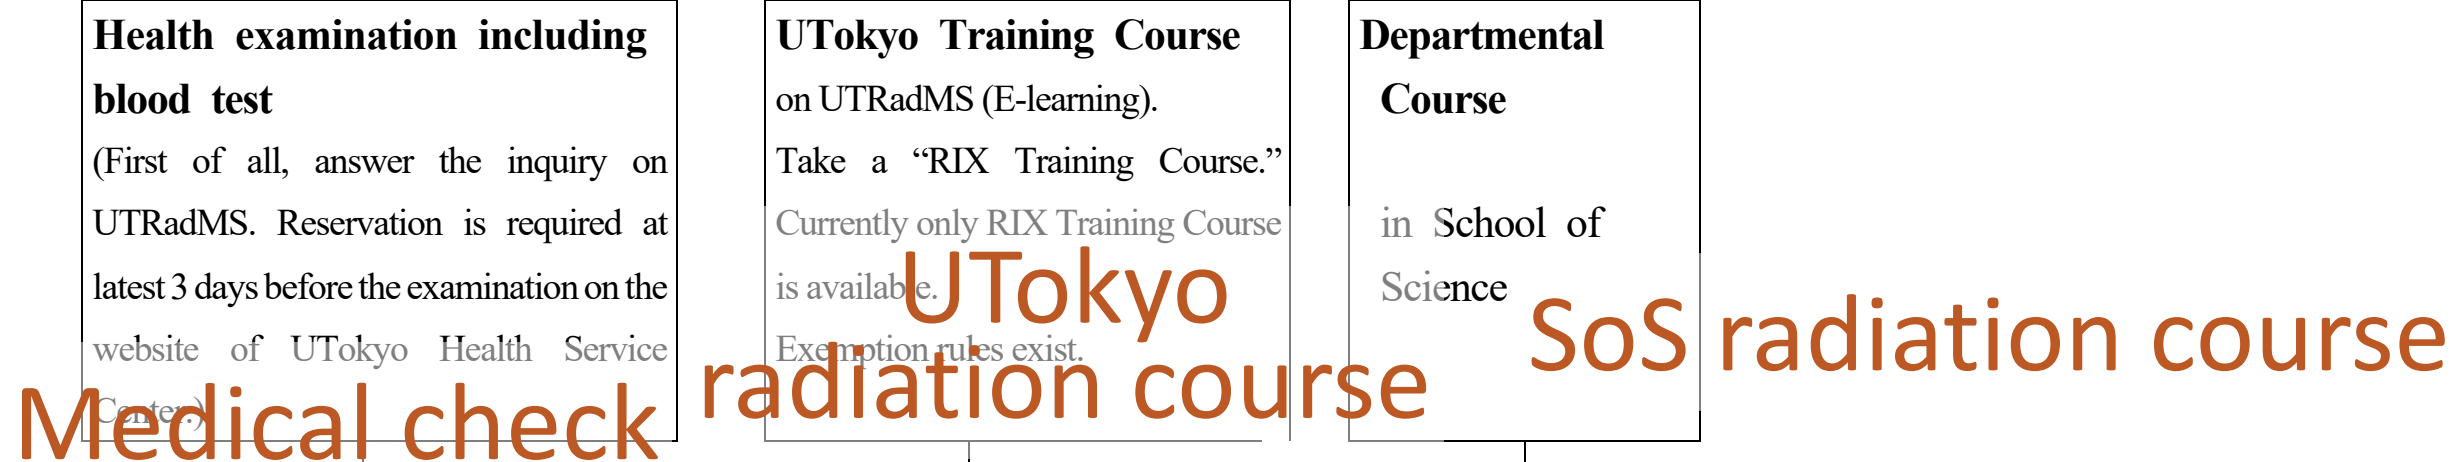 Health examination including
blood test
(First of all, answer the inquiry on
UTRadMS. Reservation is required at
latest 3 days before the examination on the
website of UTokyo Health Service
Center.)
Medical check
UTokyo Training Course
on UTRadMS (E-learning).
Take a “RIX Training Course.”
Currently only RIX Training Course
is available.
Exemption rules exist.
UTokyo
radiation course
Departmental
Course
in School of
Science
SoS radiation course